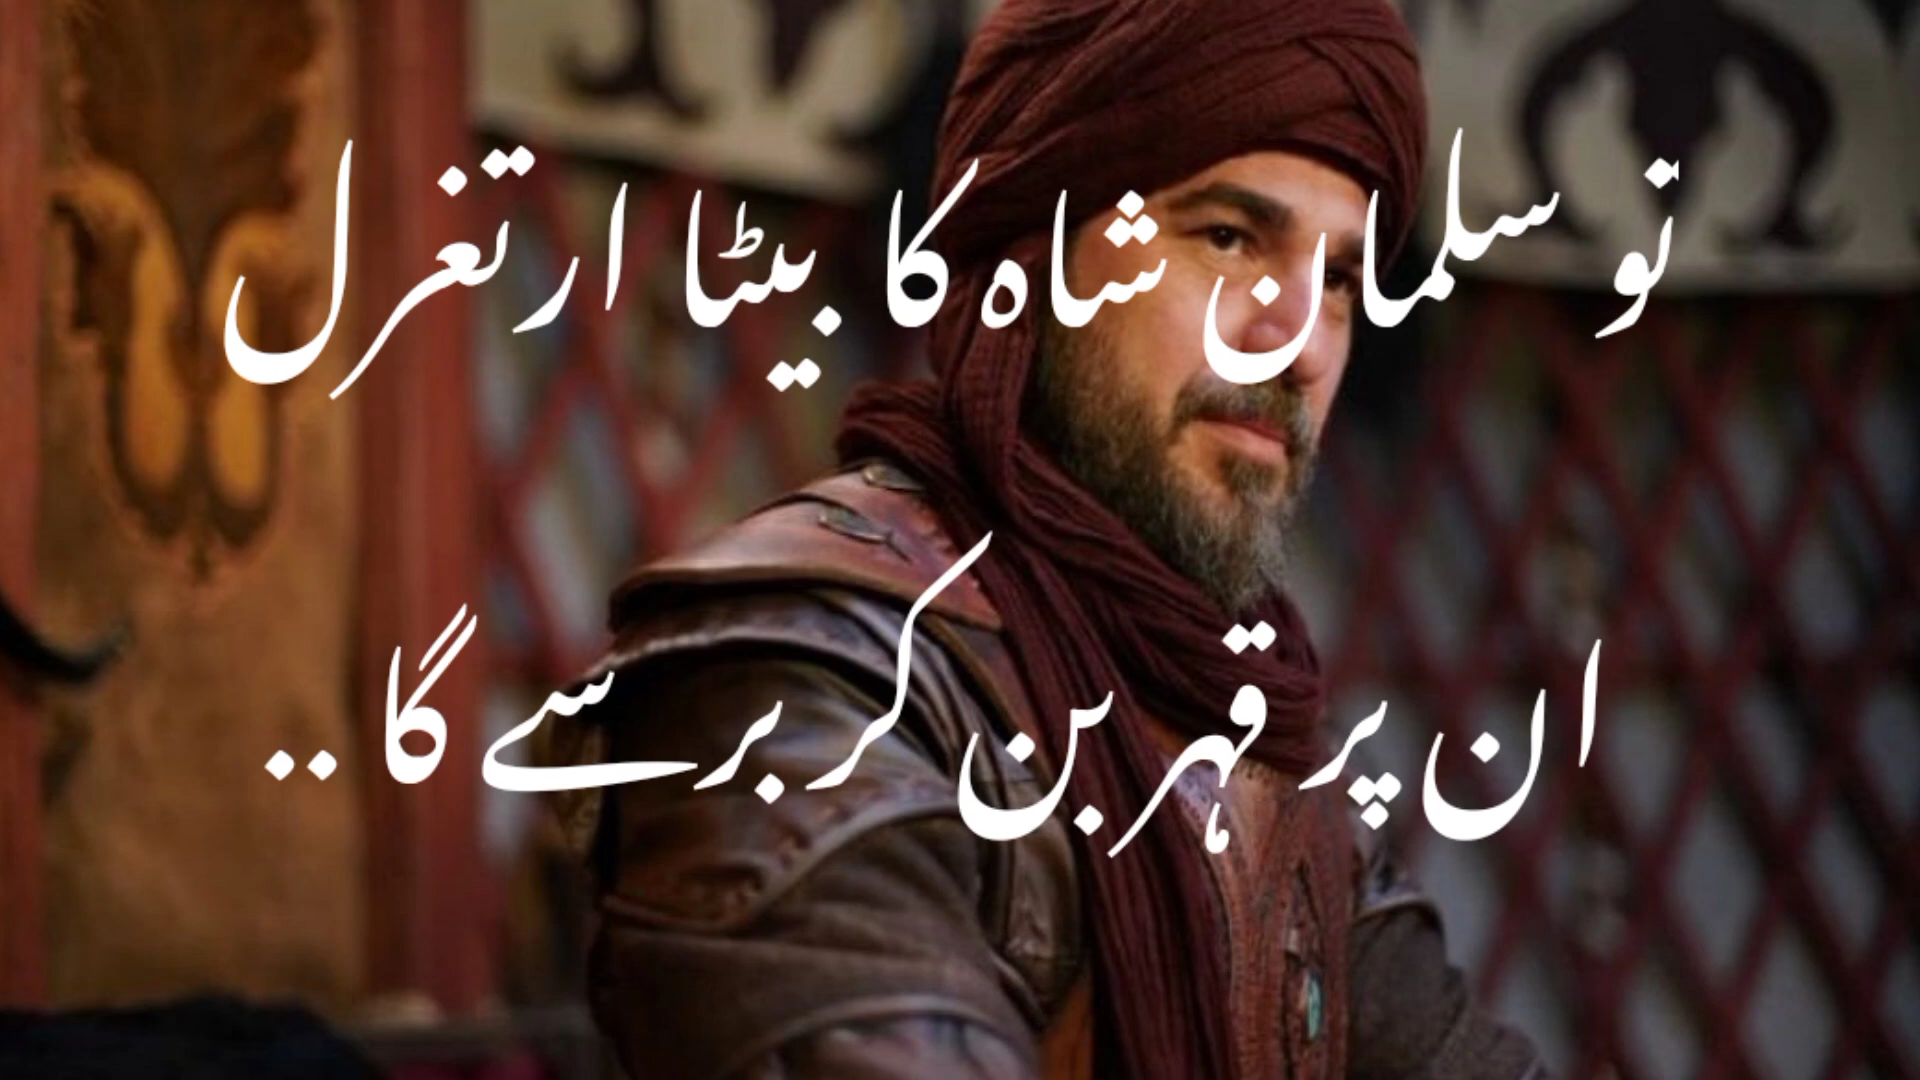 تو سلمان شاہ کا بیٹا ارتغرل
ان پر قہر بن کر برسے گا ..